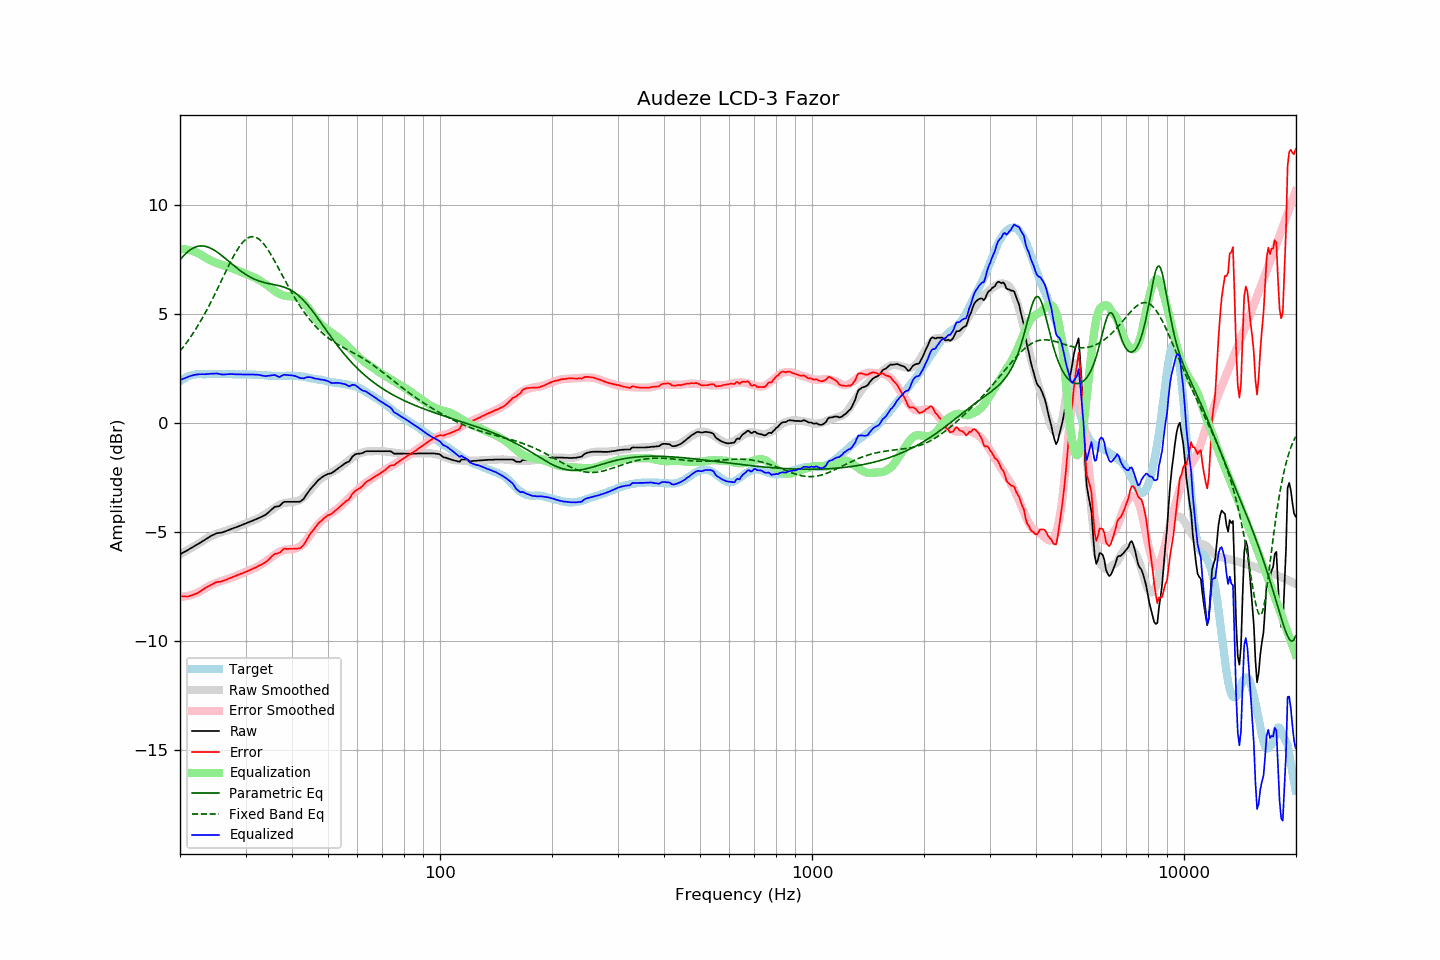 Audeze LCD-3 Fazor
10
5
0
−5
−10
−15
Amplitude (dBr)
Target
Raw Smoothed
Error Smoothed
Raw
Error
Equalization
Parametric Eq
Fixed Band Eq
Equalized
100 1000 10000
Frequency (Hz)